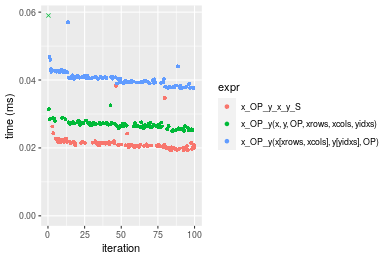 0.06
0.04
0.02
0.00
time (ms)
0 25 50 75 100
iteration
expr
x_OP_y_x_y_S
x_OP_y(x, y, OP, xrows, xcols, yidxs)
x_OP_y(x[xrows, xcols], y[yidxs], OP)